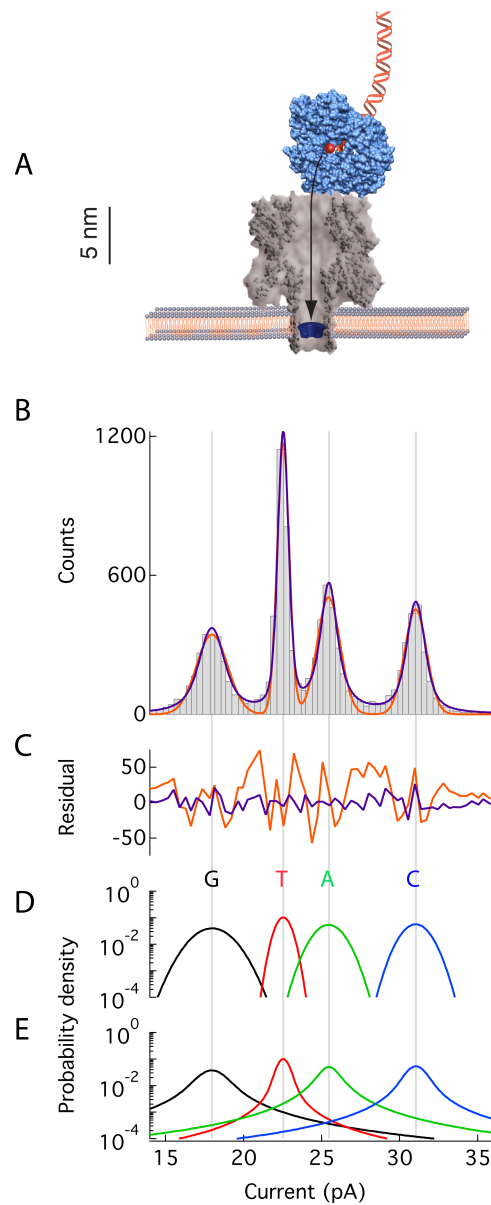 A
5 nm
B
1200
600
0
Counts
C
50
0
-50
Residual
G T A C
D
10^0
10^-2
10^-4
E
10^0
10^-2
10^-4
Probability density
15 20 25 30 35
Current (pA)